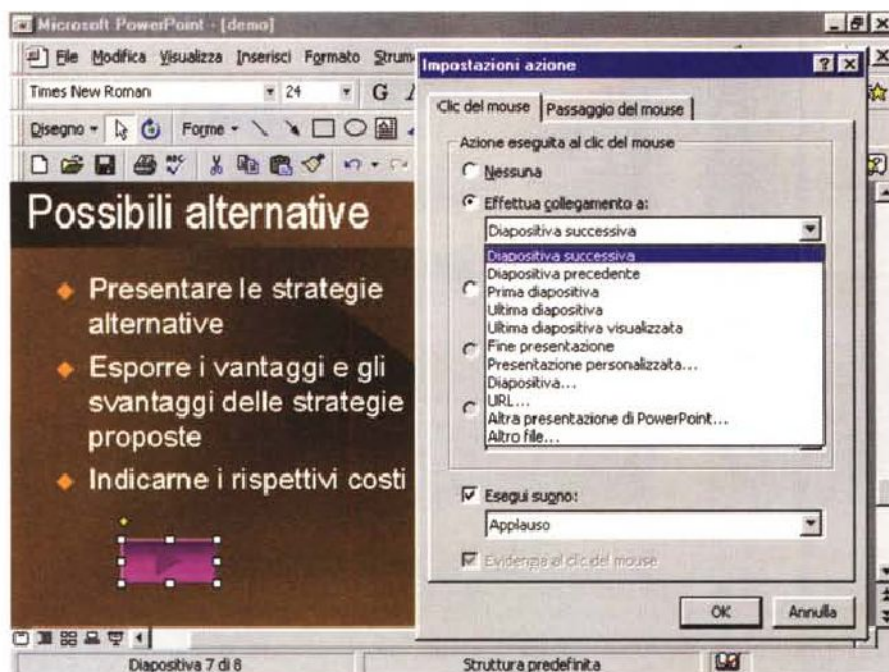 Microsoft PowerPoint - [demo]
File Modifica Visualizza Inserisci Formato Strum
Times New Roman 24 G
Disegno Forme
Possibili alternative
Presentare le strategie
alternative
Esporre i vantaggi e gli
svantaggi delle strategie
proposte
Indicarne i rispettivi costi
Impostazioni azione
Clic del mouse Passaggio del mouse
Azione eseguita al clic del mouse
Nessuna
Effettua collegamento a:
Diapositiva successiva
Diapositiva successiva
Diapositiva precedente
Prima diapositiva
Ultima diapositiva
Ultima diapositiva visualizzata
Fine presentazione
Presentazione personalizzata...
Diapositiva...
URL...
Altra presentazione di PowerPoint...
Altro file...
Esegui suono:
Applauso
Evidenzia al clic del mouse
OK Annulla
Diapositiva 7 di 8 Struttura predefinita